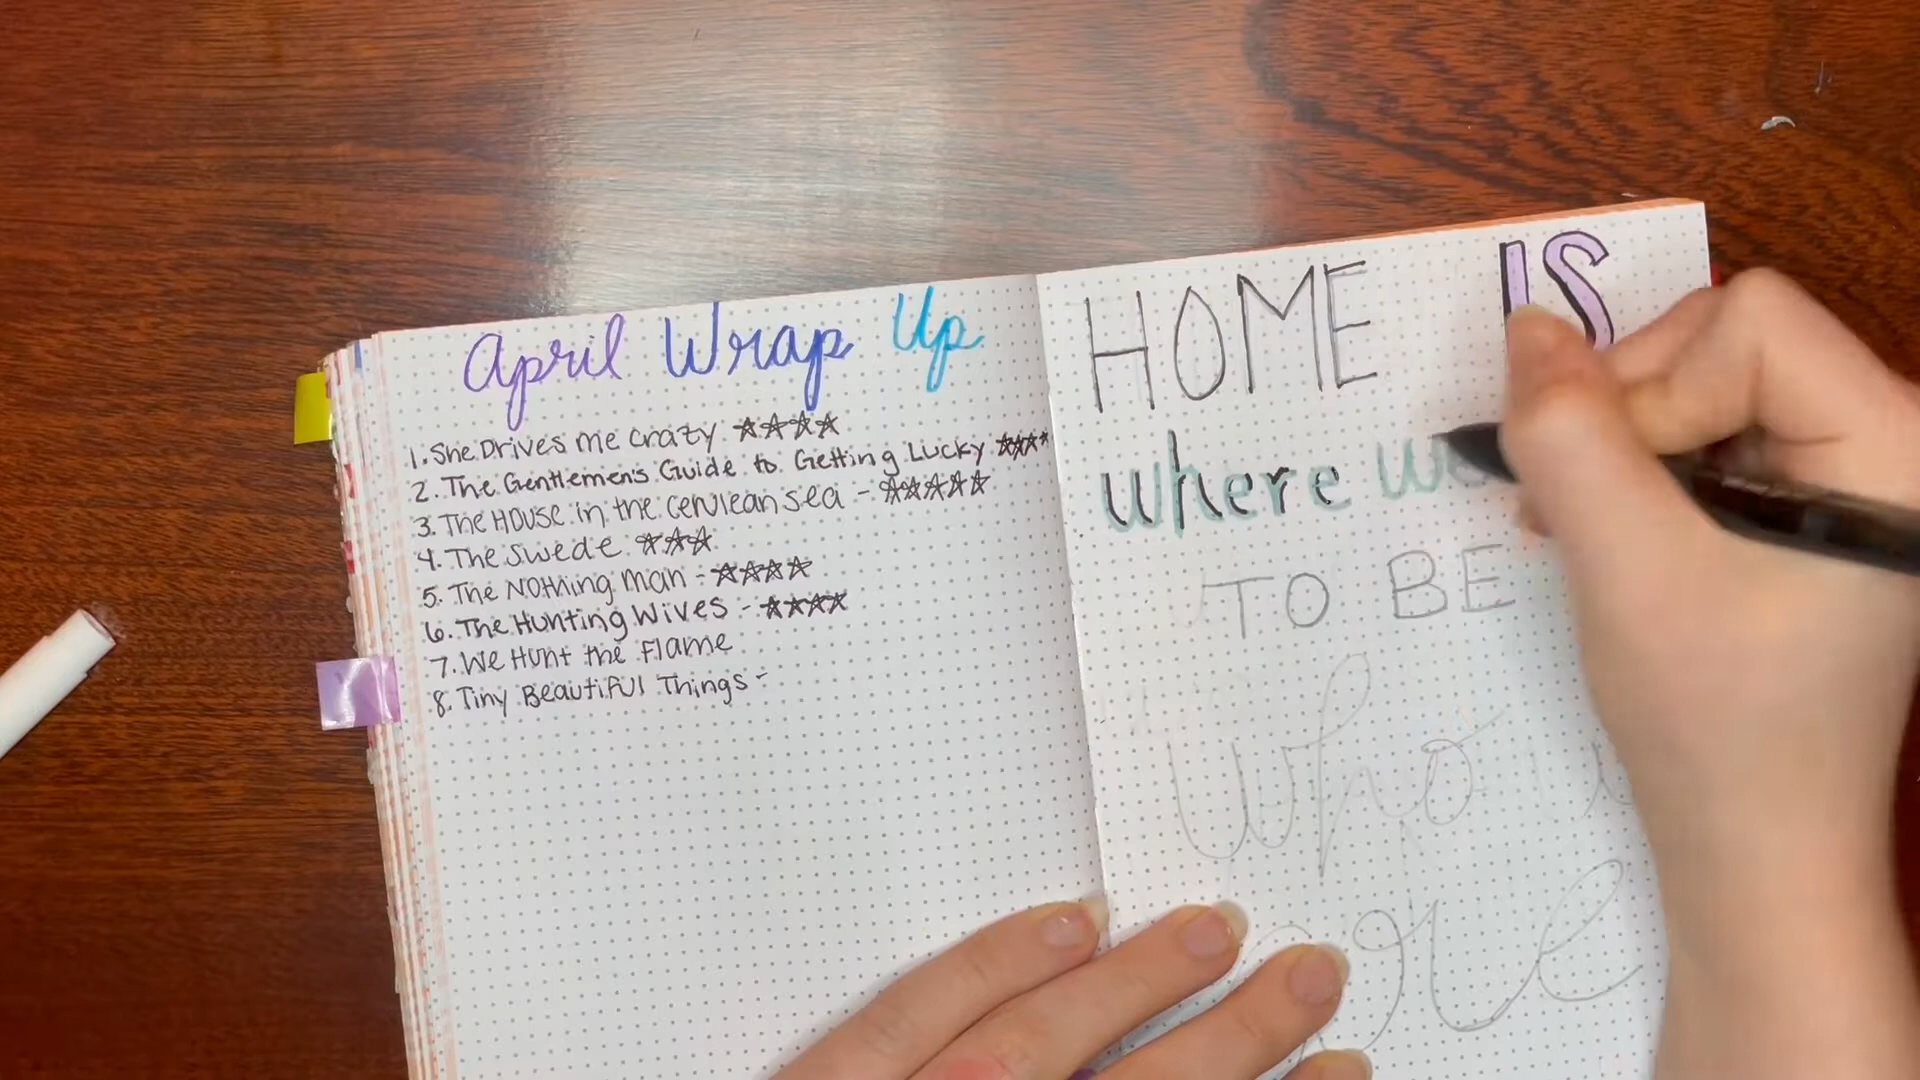 April Wrap Up
1. She Drives me crazy ☆☆☆☆
2. The Gentlemen's Guide to Getting Lucky ☆☆☆☆
3. The House in the cerulean sea - ☆☆☆☆☆
4. The Swede ☆☆☆
5. The Nothing man - ☆☆☆☆
6. The Hunting Wives - ☆☆☆☆
7. We Hunt the Flame
8. Tiny Beautiful Things -
HOME IS
where we
TO BE
who